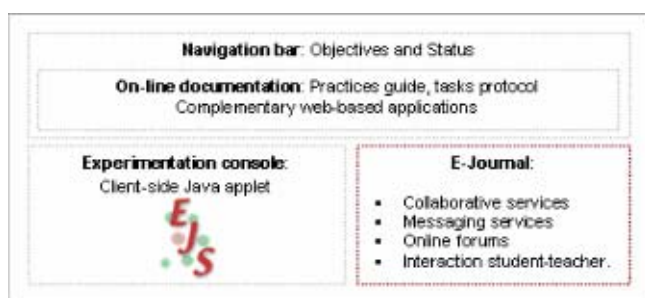 Navigation bar: Objectives and Status
On-line documentation: Practices guide, tasks protocol
Complementary web-based applications
Experimentation console:
Client-side Java applet
EJS
E-Journal:
▪ Collaborative services
▪ Messaging services
▪ Online forums
▪ Interaction student-teacher.